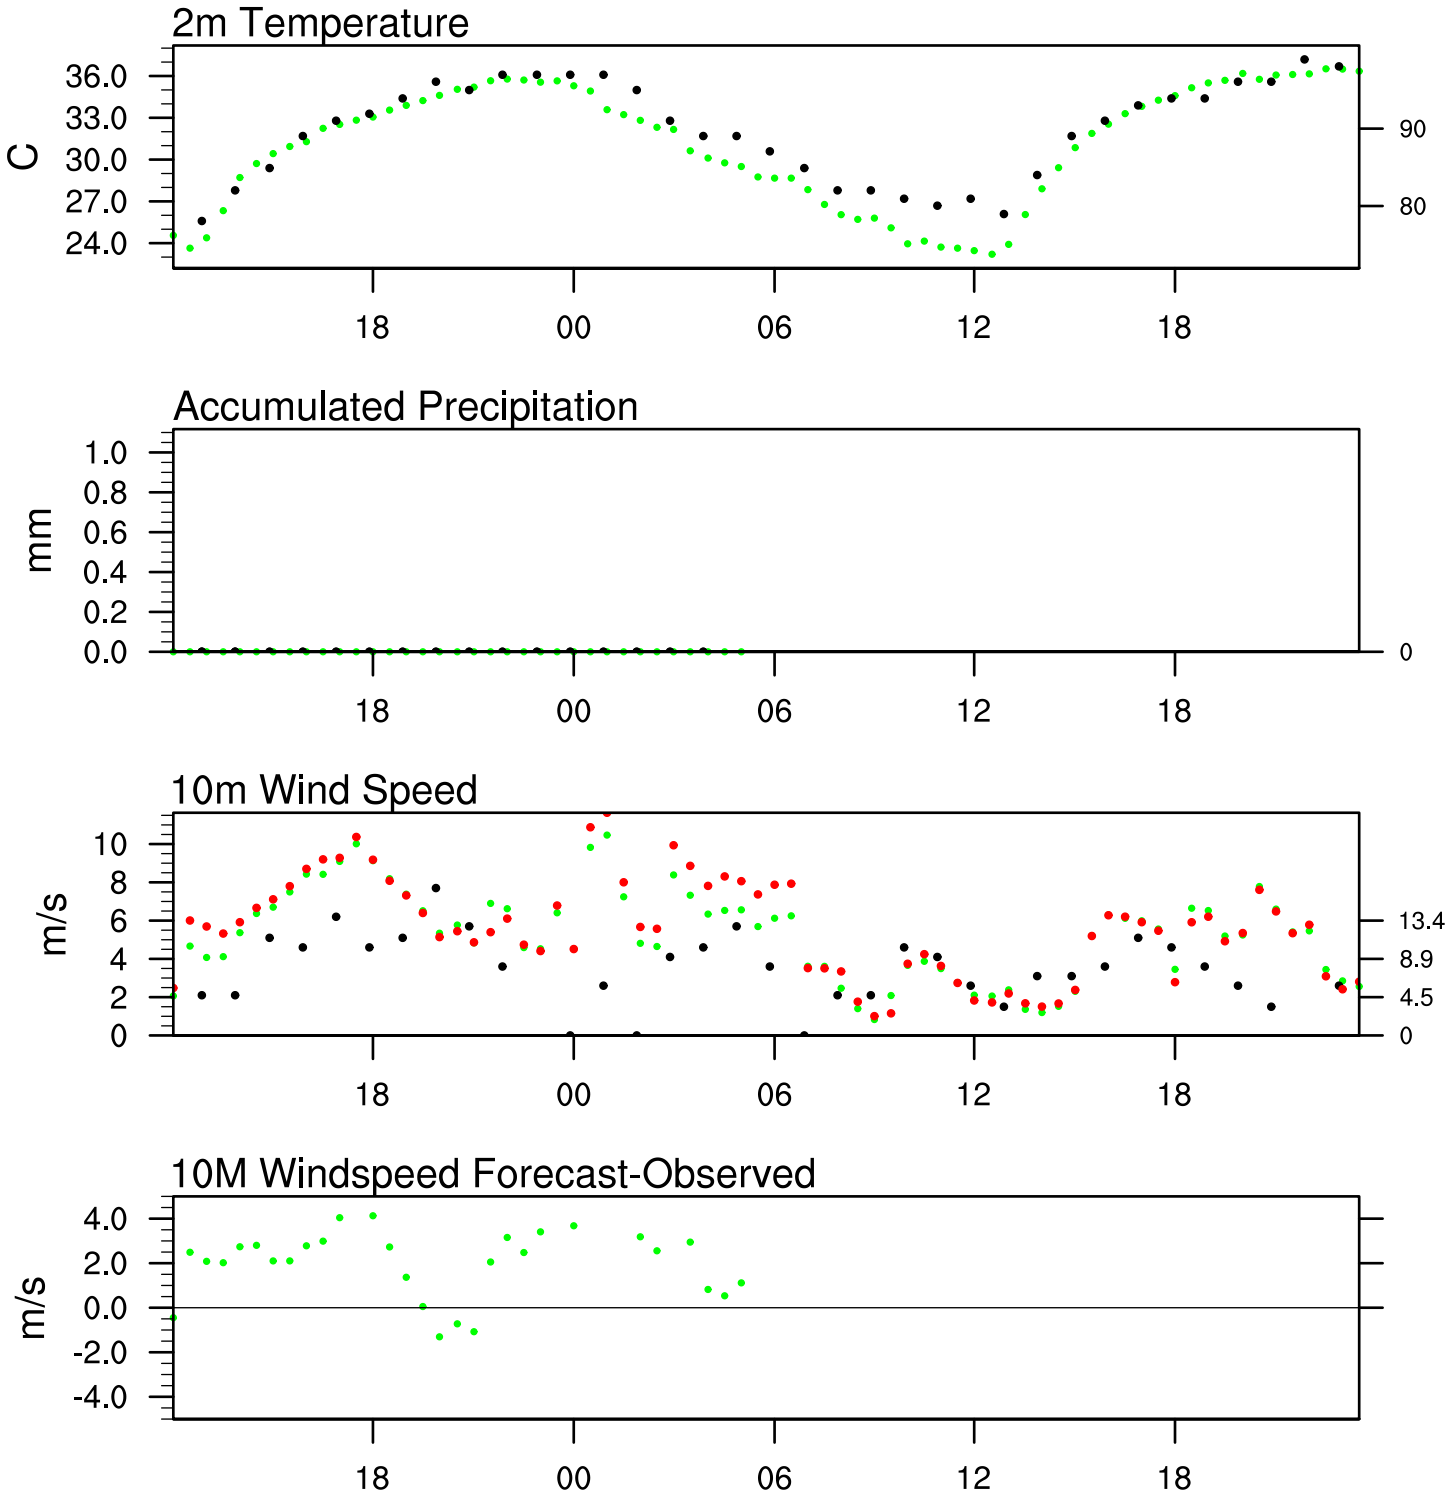 2m Temperature
36.0
33.0
30.0
27.0
24.0
C
90
80
18 00 06 12 18
Accumulated Precipitation
1.0
0.8
0.6
0.4
0.2
0.0
mm
0
18 00 06 12 18
10m Wind Speed
10
8
6
4
2
0
m/s
13.4
8.9
4.5
0
18 00 06 12 18
10M Windspeed Forecast-Observed
4.0
2.0
0.0
-2.0
-4.0
m/s
18 00 06 12 18